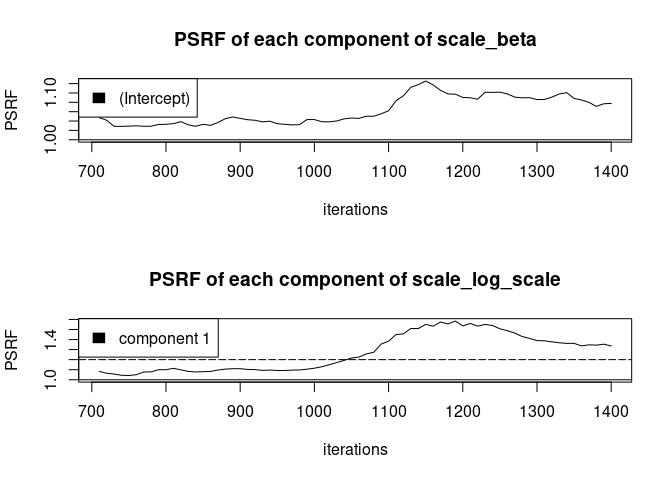 PSRF of each component of scale_beta
PSRF
1.00
1.10
(Intercept)
700 800 900 1000 1100 1200 1300 1400
iterations
PSRF of each component of scale_log_scale
PSRF
1.0
1.4
component 1
700 800 900 1000 1100 1200 1300 1400
iterations